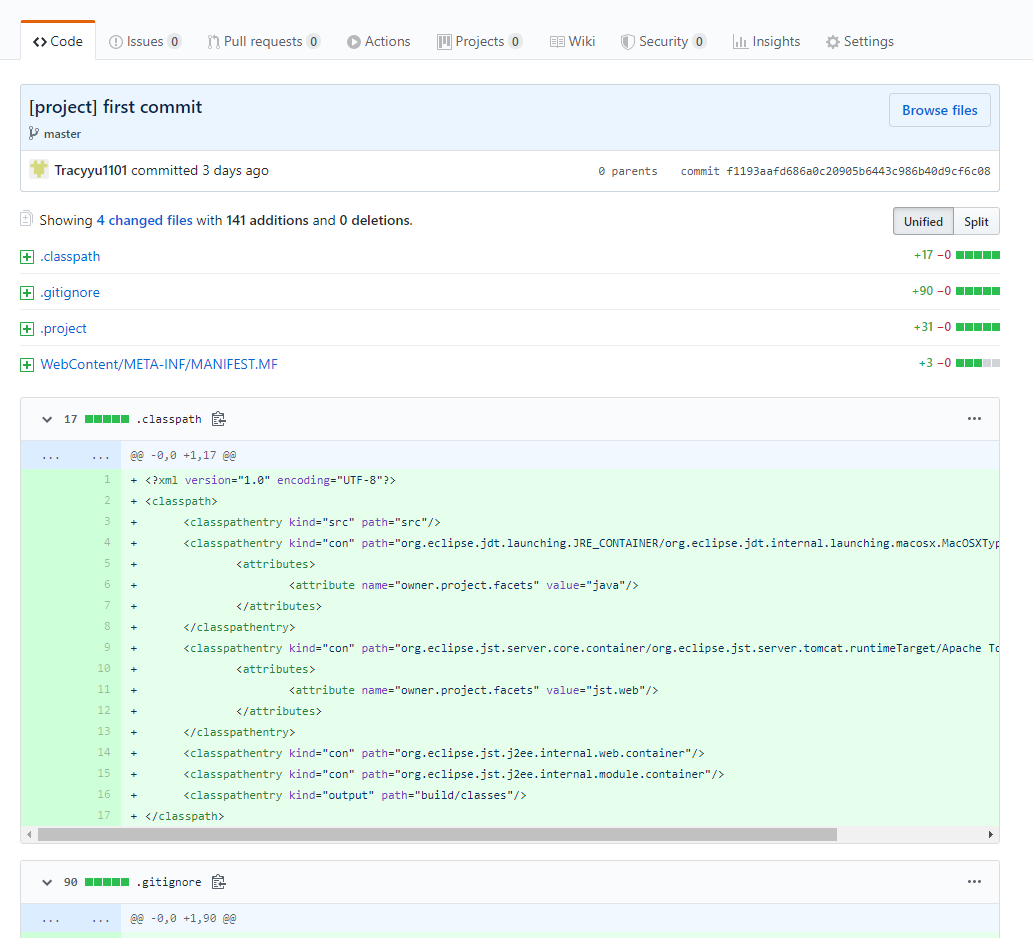 Code Issues 0 Pull requests 0 Actions Projects 0 Wiki Security 0 Insights Settings
[project] first commit
Browse files
master
Tracyyu1101 committed 3 days ago 0 parents commit f1193aafd686a0c20905b6443c986b40d9cf6c08
Showing 4 changed files with 141 additions and 0 deletions. Unified Split
.classpath +17 −0
.gitignore +90 −0
.project +31 −0
WebContent/META-INF/MANIFEST.MF +3 −0
17 .classpath ...
... ... @@ -0,0 +1,17 @@
1 + <?xml version="1.0" encoding="UTF-8"?>
2 + <classpath>
3 + <classpathentry kind="src" path="src"/>
4 + <classpathentry kind="con" path="org.eclipse.jdt.launching.JRE_CONTAINER/org.eclipse.jdt.internal.launching.macosx.MacOSXTyp
5 + <attributes>
6 + <attribute name="owner.project.facets" value="java"/>
7 + </attributes>
8 + </classpathentry>
9 + <classpathentry kind="con" path="org.eclipse.jst.server.core.container/org.eclipse.jst.server.tomcat.runtimeTarget/Apache To
10 + <attributes>
11 + <attribute name="owner.project.facets" value="jst.web"/>
12 + </attributes>
13 + </classpathentry>
14 + <classpathentry kind="con" path="org.eclipse.jst.j2ee.internal.web.container"/>
15 + <classpathentry kind="con" path="org.eclipse.jst.j2ee.internal.module.container"/>
16 + <classpathentry kind="output" path="build/classes"/>
17 + </classpath>
90 .gitignore ...
... ... @@ -0,0 +1,90 @@